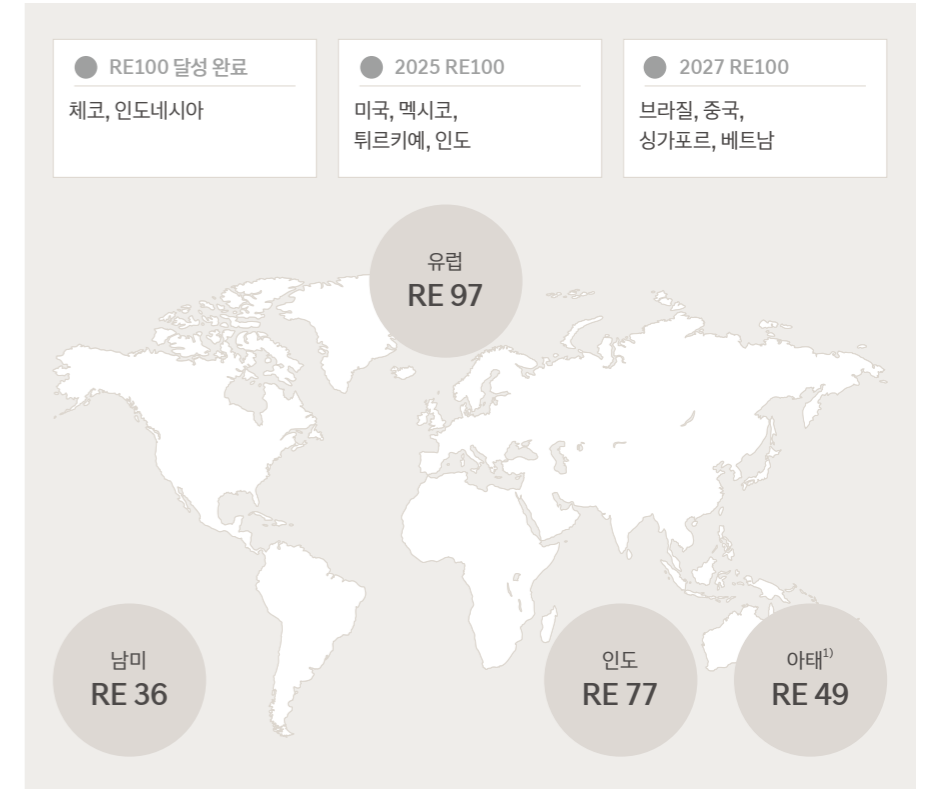 RE100 달성 완료
체코, 인도네시아
2025 RE100
미국, 멕시코,
튀르키예, 인도
2027 RE100
브라질, 중국,
싱가포르, 베트남
유럽
RE 97
남미
RE 36
인도
RE 77
아태1)
RE 49